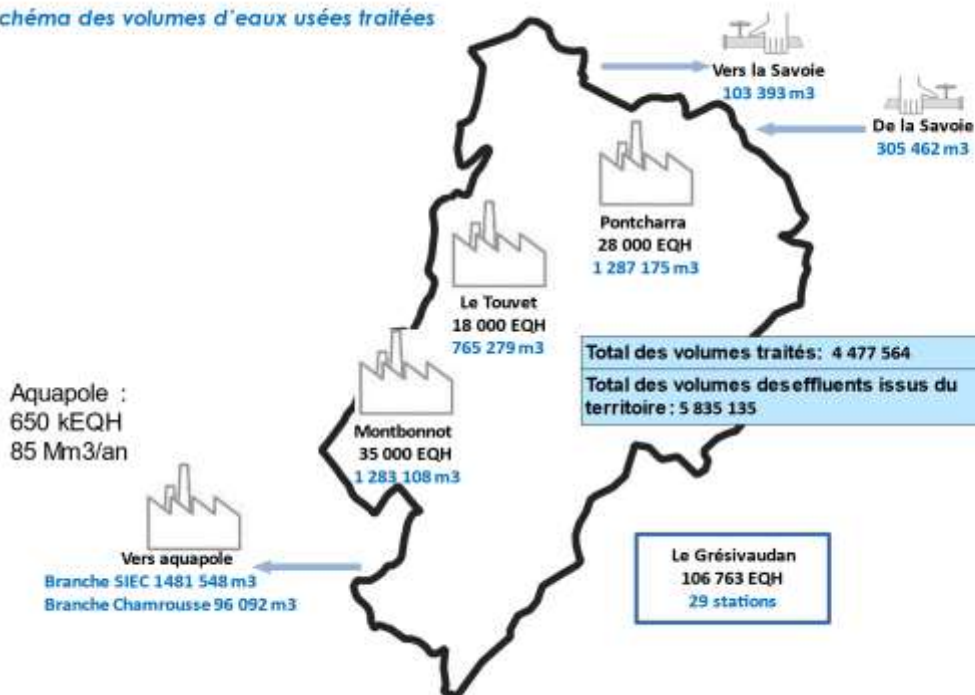 chéma des volumes d'eaux usées traitées
Vers la Savoie
103 393 m3
De la Savoie
305 462 m3
Pontcharra
28 000 EQH
1 287 175 m3
Le Touvet
18 000 EQH
765 279 m3
Total des volumes traités: 4 477 564
Total des volumes des effluents issus du
territoire : 5 835 135
Aquapole :
650 kEQH
85 Mm3/an
Montbonnot
35 000 EQH
1 283 108 m3
Vers aquapole
Branche SIEC 1481 548 m3
Branche Chamrousse 96 092 m3
Le Grésivaudan
106 763 EQH
29 stations